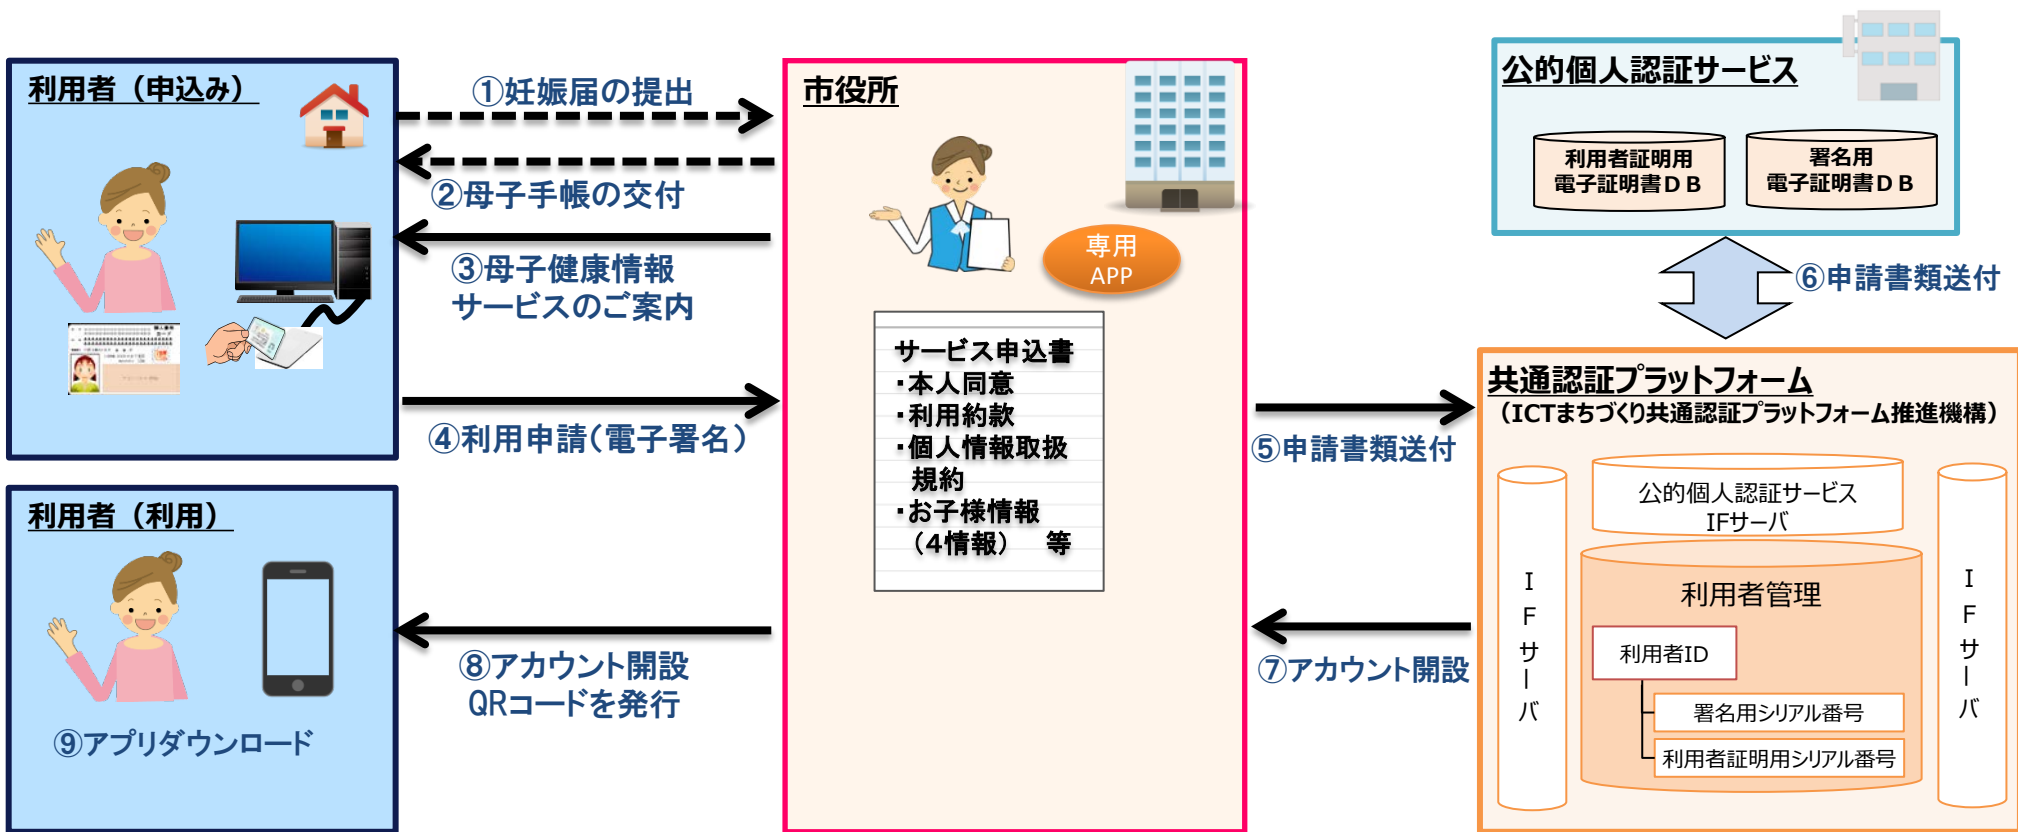 利用者（申込み）
①妊娠届の提出
②母子手帳の交付
③母子健康情報
サービスのご案内
④利用申請（電子署名）
市役所
専用
APP
サービス申込書
・本人同意
・利用約款
・個人情報取扱
規約
・お子様情報
（４情報）　等
⑤申請書類送付
公的個人認証サービス
利用者証明用
電子証明書ＤＢ
署名用
電子証明書ＤＢ
⑥申請書類送付
共通認証プラットフォーム
（ICTまちづくり共通認証プラットフォーム推進機構）
IFサーバ
公的個人認証サービス
IFサーバ
利用者管理
利用者ID
署名用シリアル番号
利用者証明用シリアル番号
IFサーバ
⑦アカウント開設
⑧アカウント開設
QRコードを発行
利用者（利用）
⑨アプリダウンロード